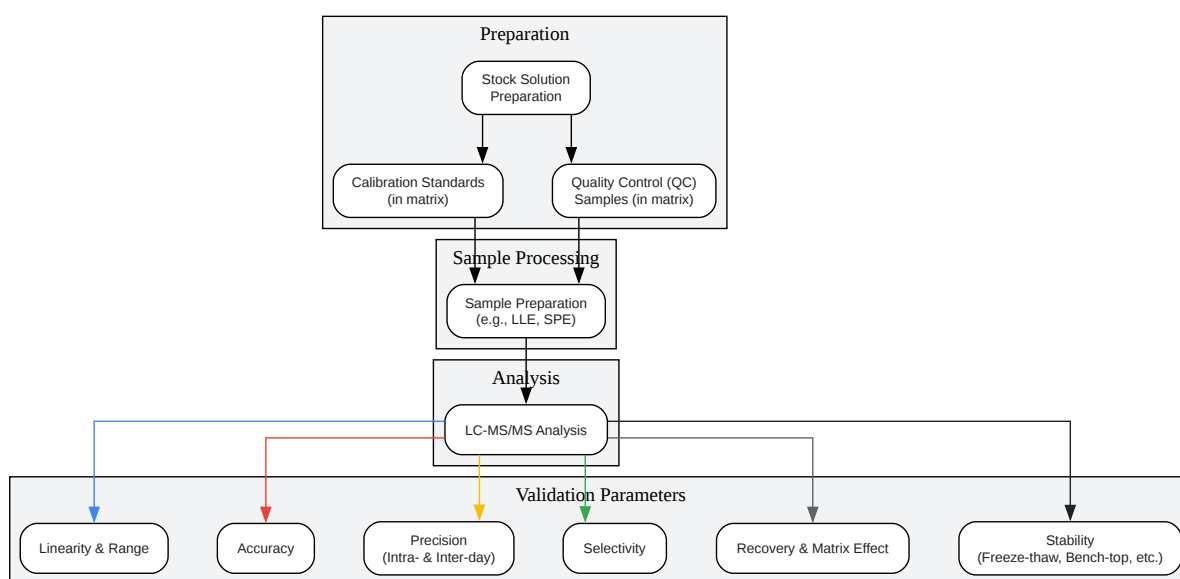 Preparation
Stock Solution
Preparation
Calibration Standards
(in matrix)
Quality Control (QC)
Samples (in matrix)
Sample Processing
Sample Preparation
(e.g., LLE, SPE)
Analysis
LC-MS/MS Analysis
Validation Parameters
Linearity & Range
Accuracy
Precision
(Intra- & Inter-day)
Selectivity
Recovery & Matrix Effect
Stability
(Freeze-thaw, Bench-top, etc.)